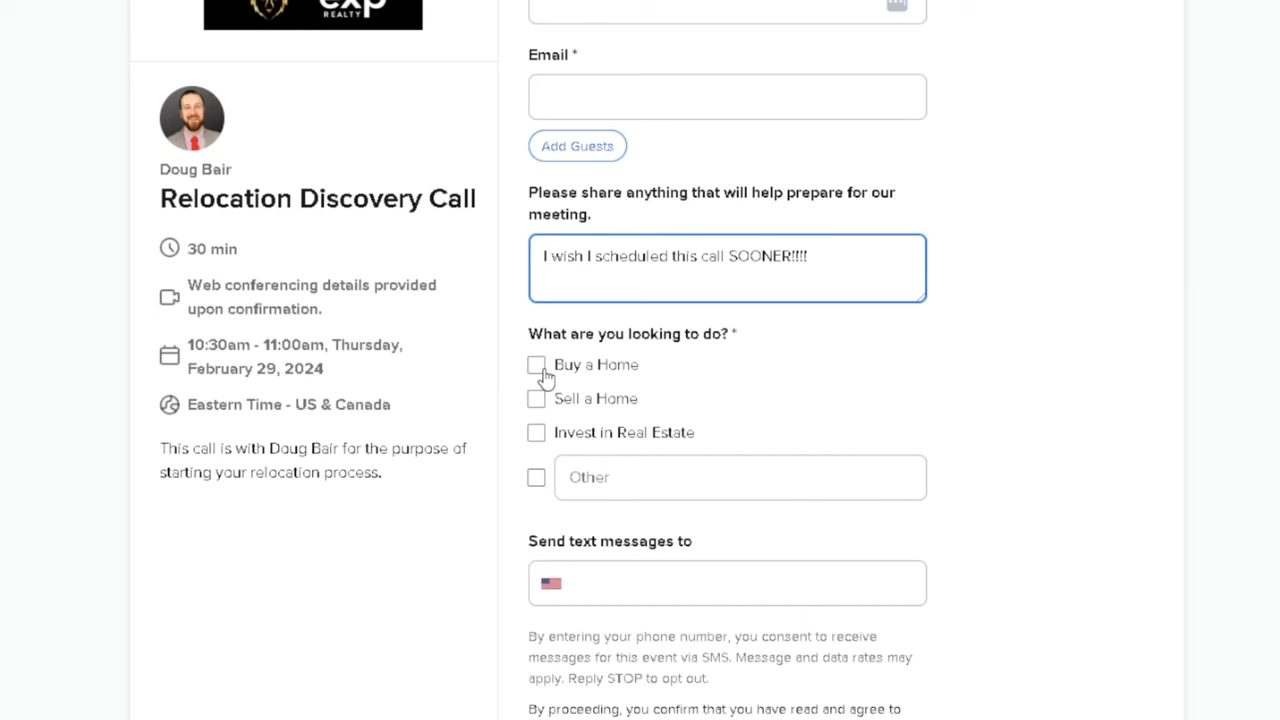 exp
REALTY
Doug Bair
Relocation Discovery Call
30 min
Web conferencing details provided
upon confirmation.
10:30am - 11:00am, Thursday,
February 29, 2024
Eastern Time - US & Canada
This call is with Doug Bair for the purpose of
starting your relocation process.
Email *
Add Guests
Please share anything that will help prepare for our
meeting.
I wish I scheduled this call SOONER!!!!
What are you looking to do? *
Buy a Home
Sell a Home
Invest in Real Estate
Other
Send text messages to
By entering your phone number, you consent to receive
messages for this event via SMS. Message and data rates may
apply. Reply STOP to opt out.
By proceeding, you confirm that you have read and agree to